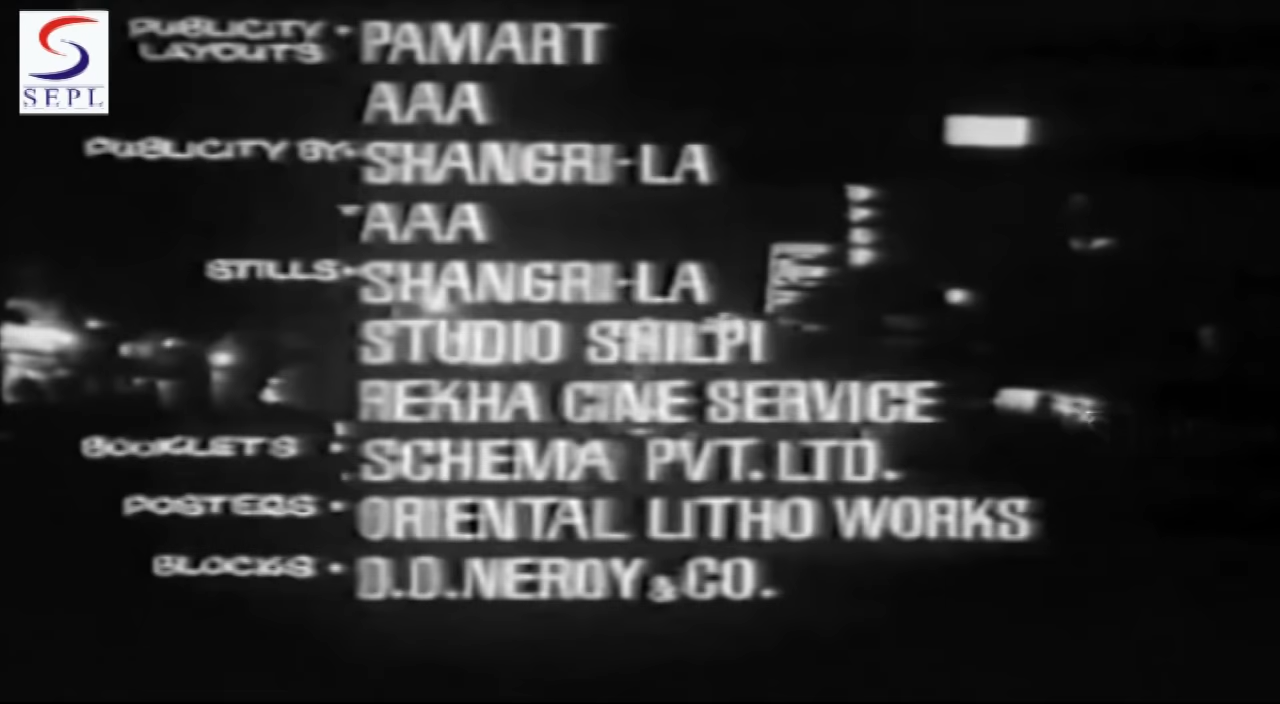 SEPL
PUBLICITY LAYOUTS • PAMART
AAA
PUBLICITY BY • SHANGRI-LA
AAA
STILLS • SHANGRI-LA
STUDIO SHILPI
REKHA CINE SERVICE
BOOKLETS • SCHEMA PVT. LTD.
POSTERS • ORIENTAL LITHO WORKS
BLOCKS • D.D.NEROY & CO.